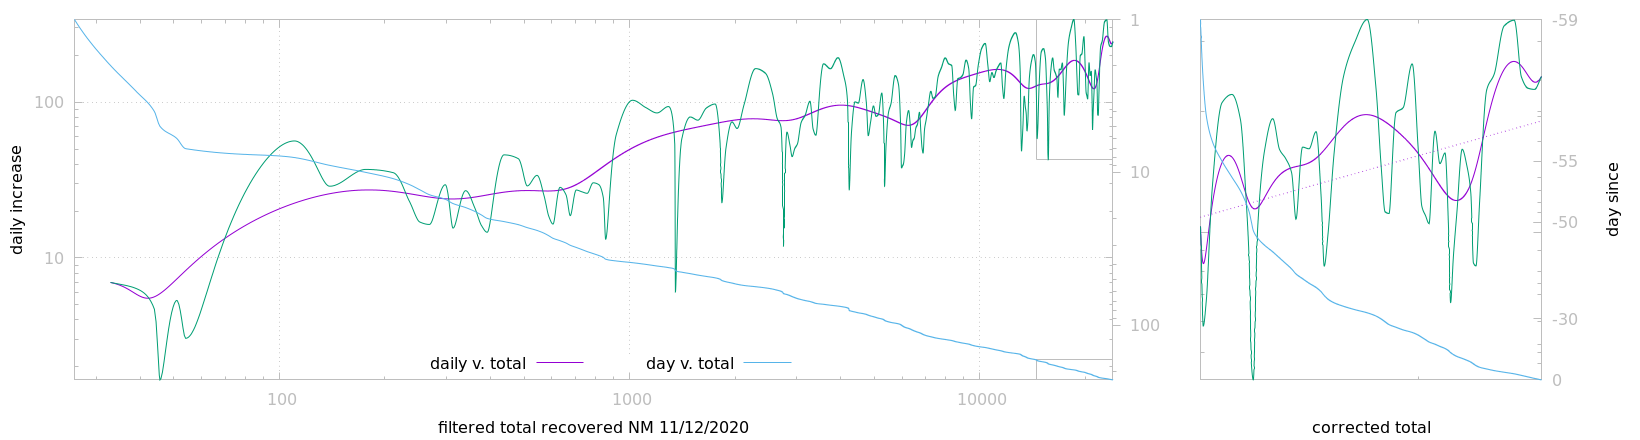 daily increase
100
10
daily v. total
day v. total
100
1000
10000
filtered total recovered NM 11/12/2020
1
10
100
-59
-55
-50
-30
0
day since
corrected total